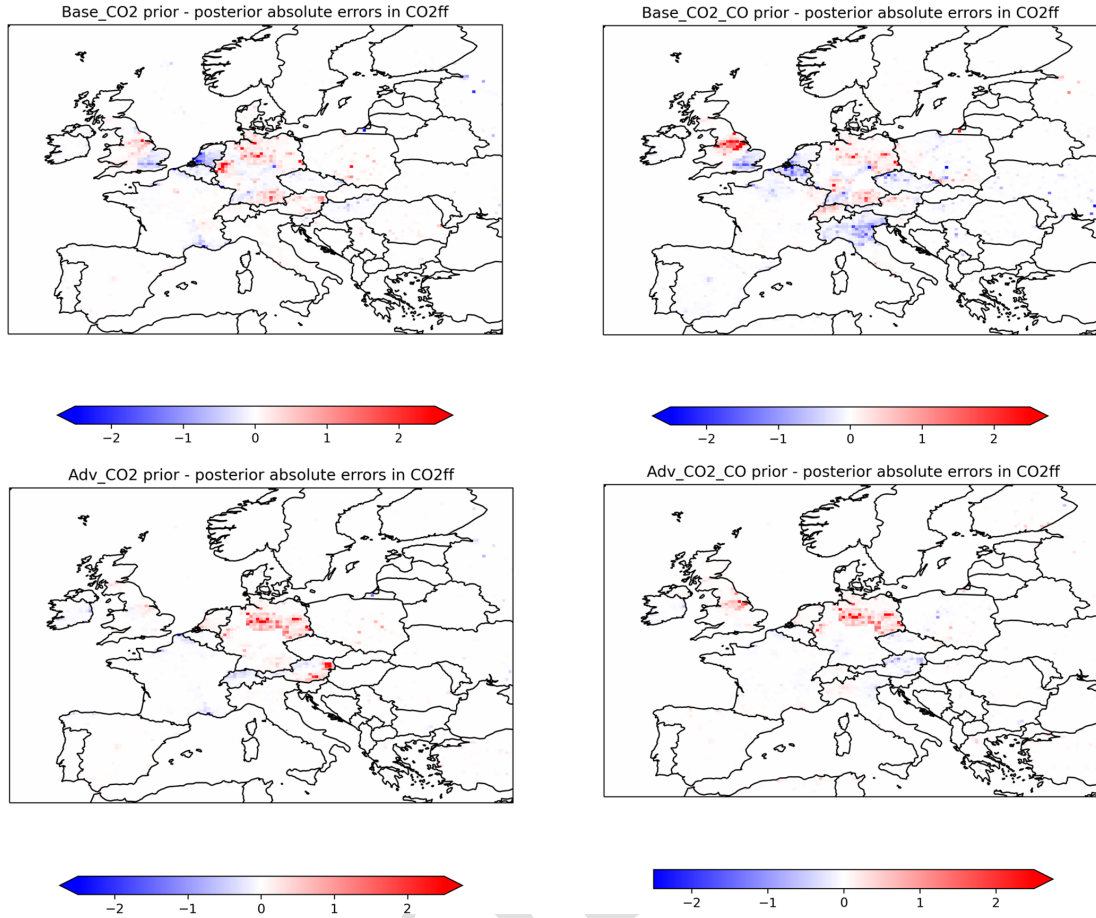 Base_CO2 prior - posterior absolute errors in CO2ff
Base_CO2_CO prior - posterior absolute errors in CO2ff
−2 −1 0 1 2
−2 −1 0 1 2
Adv_CO2 prior - posterior absolute errors in CO2ff
Adv_CO2_CO prior - posterior absolute errors in CO2ff
−2 −1 0 1 2
−2 −1 0 1 2